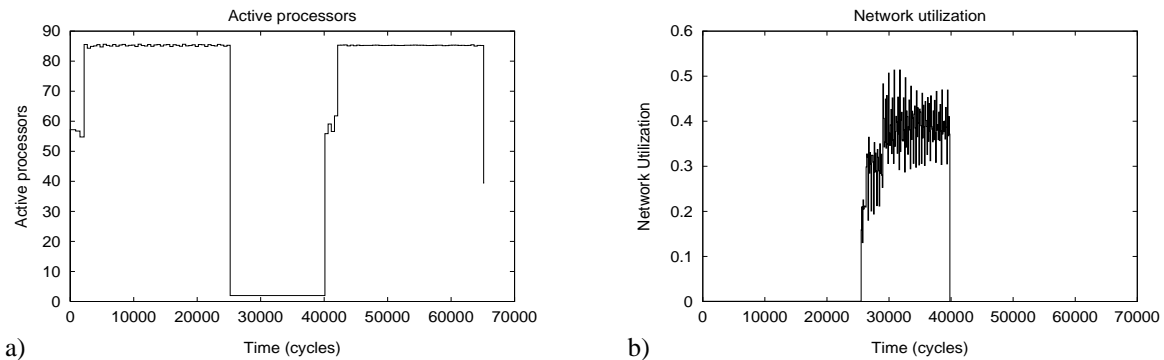 Active processors
90
80
70
60
50
40
30
20
10
0
Active processors
0 10000 20000 30000 40000 50000 60000 70000
Time (cycles)
a)
Network utilization
0.6
0.5
0.4
0.3
0.2
0.1
0
Network Utilization
0 10000 20000 30000 40000 50000 60000 70000
Time (cycles)
b)